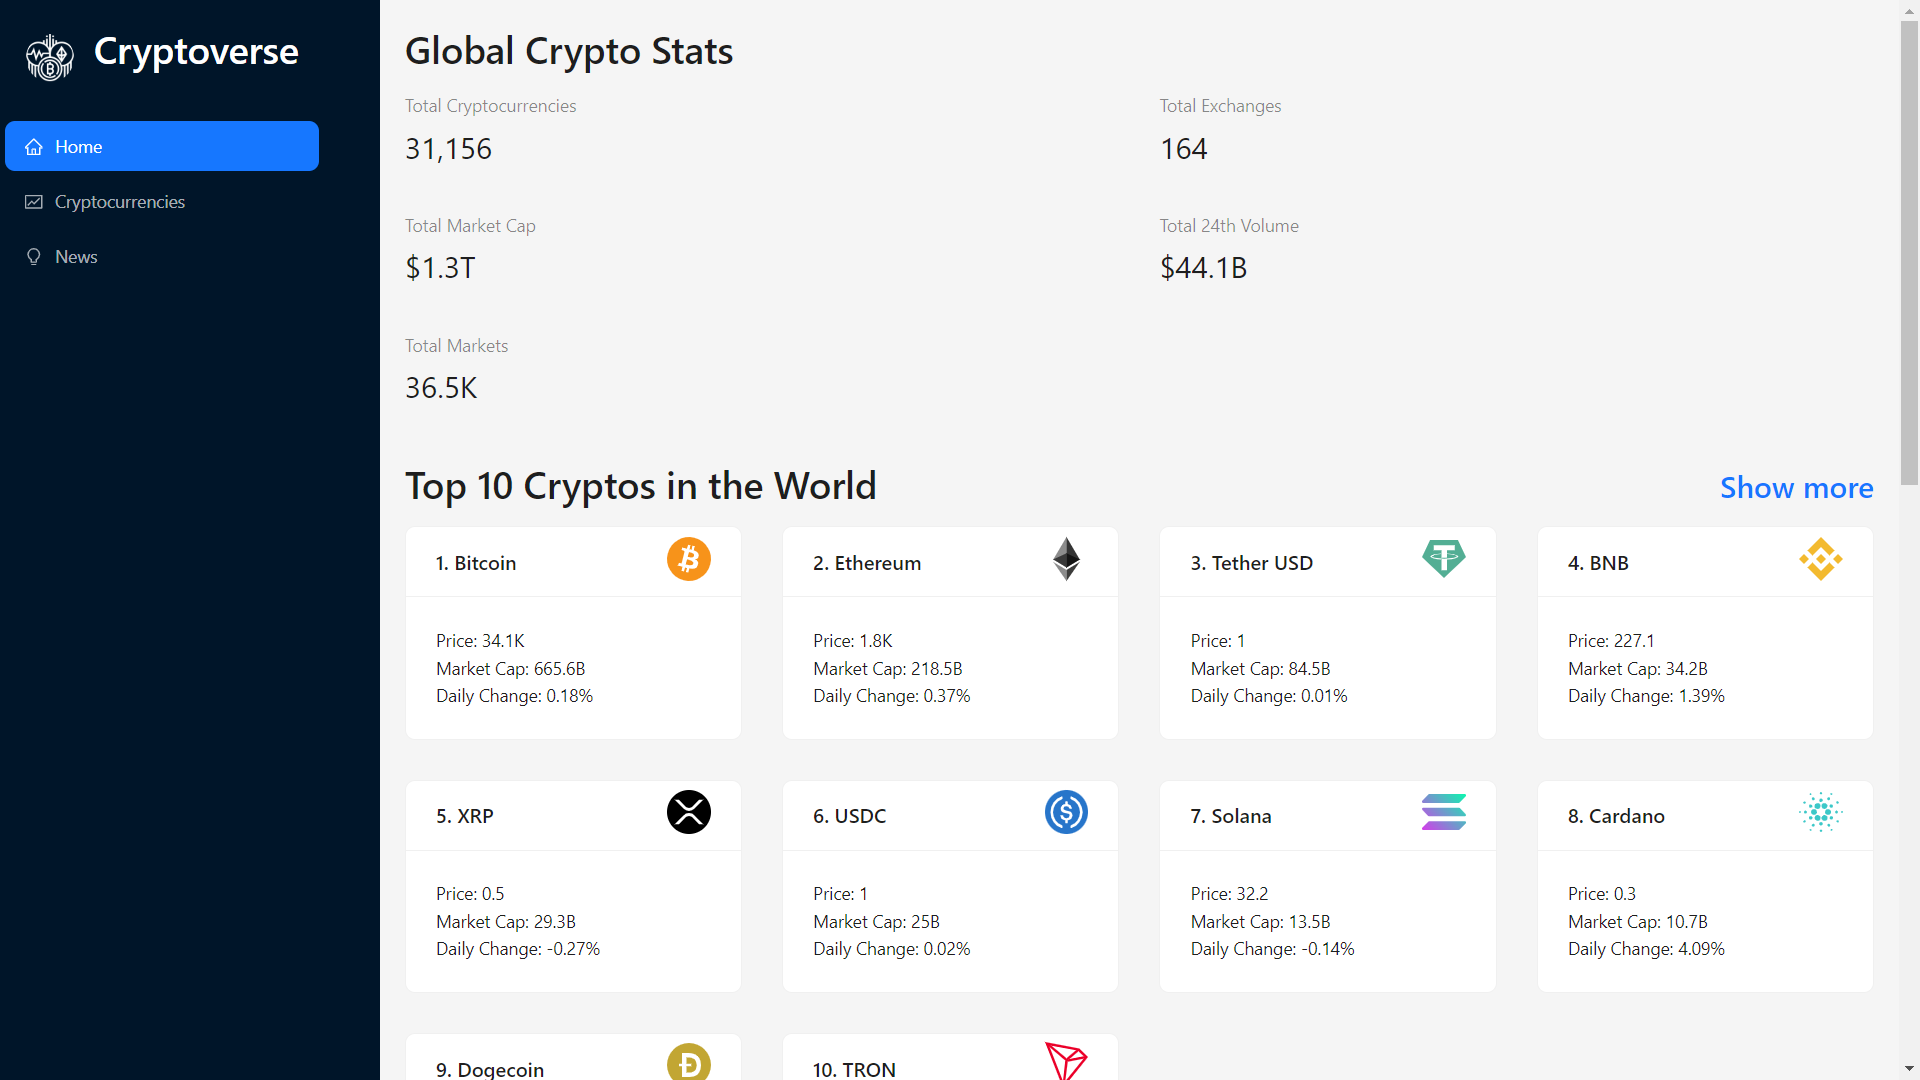 Cryptoverse
Home
Cryptocurrencies
News
Global Crypto Stats
Total Cryptocurrencies
31,156
Total Exchanges
164
Total Market Cap
$1.3T
Total 24th Volume
$44.1B
Total Markets
36.5K
Top 10 Cryptos in the World
Show more
1. Bitcoin
Price: 34.1K
Market Cap: 665.6B
Daily Change: 0.18%
2. Ethereum
Price: 1.8K
Market Cap: 218.5B
Daily Change: 0.37%
3. Tether USD
Price: 1
Market Cap: 84.5B
Daily Change: 0.01%
4. BNB
Price: 227.1
Market Cap: 34.2B
Daily Change: 1.39%
5. XRP
Price: 0.5
Market Cap: 29.3B
Daily Change: -0.27%
6. USDC
Price: 1
Market Cap: 25B
Daily Change: 0.02%
7. Solana
Price: 32.2
Market Cap: 13.5B
Daily Change: -0.14%
8. Cardano
Price: 0.3
Market Cap: 10.7B
Daily Change: 4.09%
9. Dogecoin
10. TRON